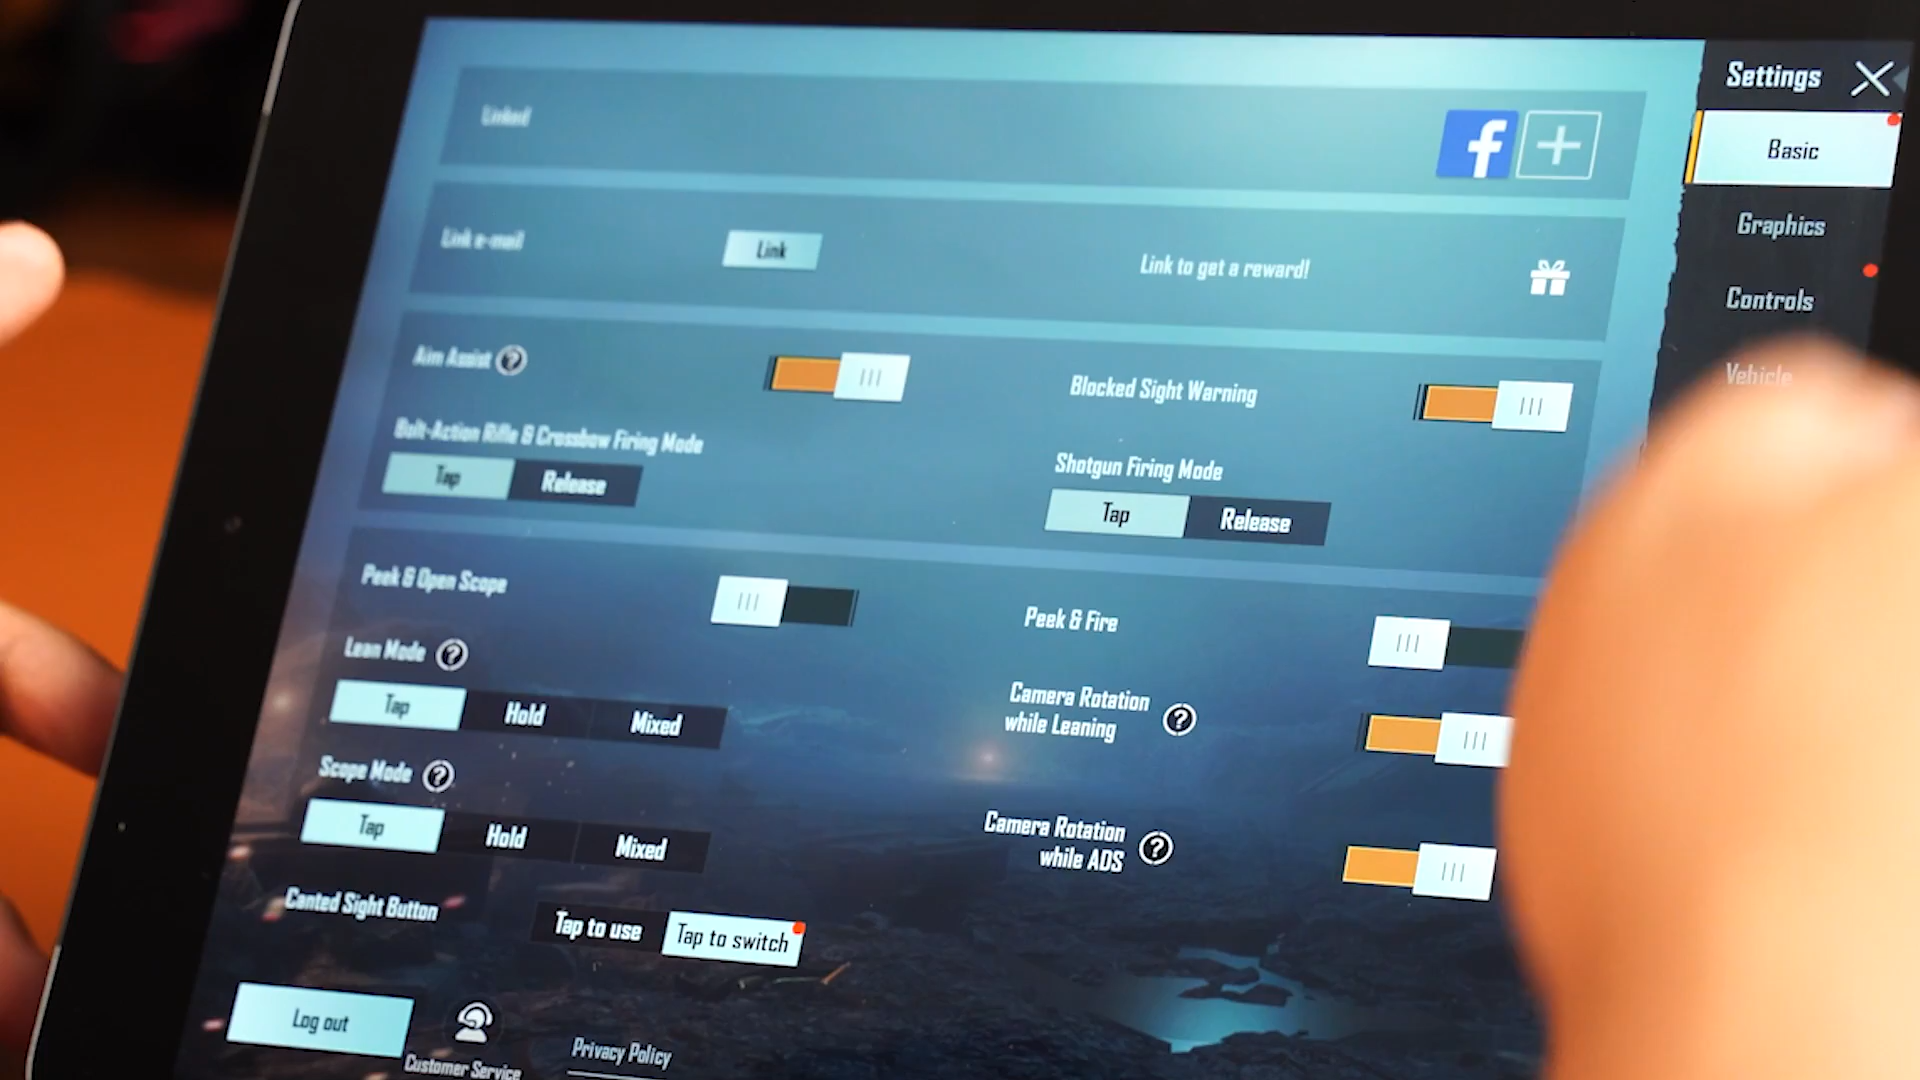 Settings
Linked
Basic
Link e-mail
Link
Link to get a reward!
Graphics
Controls
Vehicle
Aim Assist ?
Blocked Sight Warning
Bolt-Action Rifle & Crossbow Firing Mode
Tap Release
Shotgun Firing Mode
Tap Release
Peek & Open Scope
Peek & Fire
Lean Mode ?
Tap Hold Mixed
Camera Rotation
while Leaning ?
Scope Mode ?
Tap Hold Mixed
Camera Rotation
while ADS ?
Canted Sight Button
Tap to use Tap to switch
Log out
Customer Service
Privacy Policy